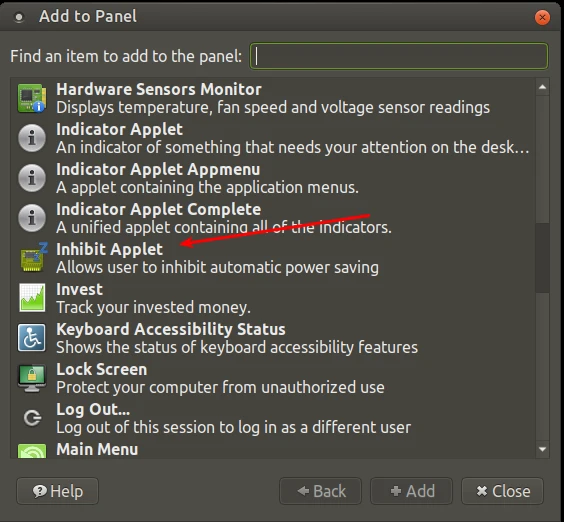 Add to Panel
Find an item to add to the panel:
Hardware Sensors Monitor
Displays temperature, fan speed and voltage sensor readings
Indicator Applet
An indicator of something that needs your attention on the desk…
Indicator Applet Appmenu
A applet containing the application menus.
Indicator Applet Complete
A unified applet containing all of the indicators.
Inhibit Applet
Allows user to inhibit automatic power saving
Invest
Track your invested money.
Keyboard Accessibility Status
Shows the status of keyboard accessibility features
Lock Screen
Protect your computer from unauthorized use
Log Out...
Log out of this session to log in as a different user
Main Menu
Help
Back
Add
Close